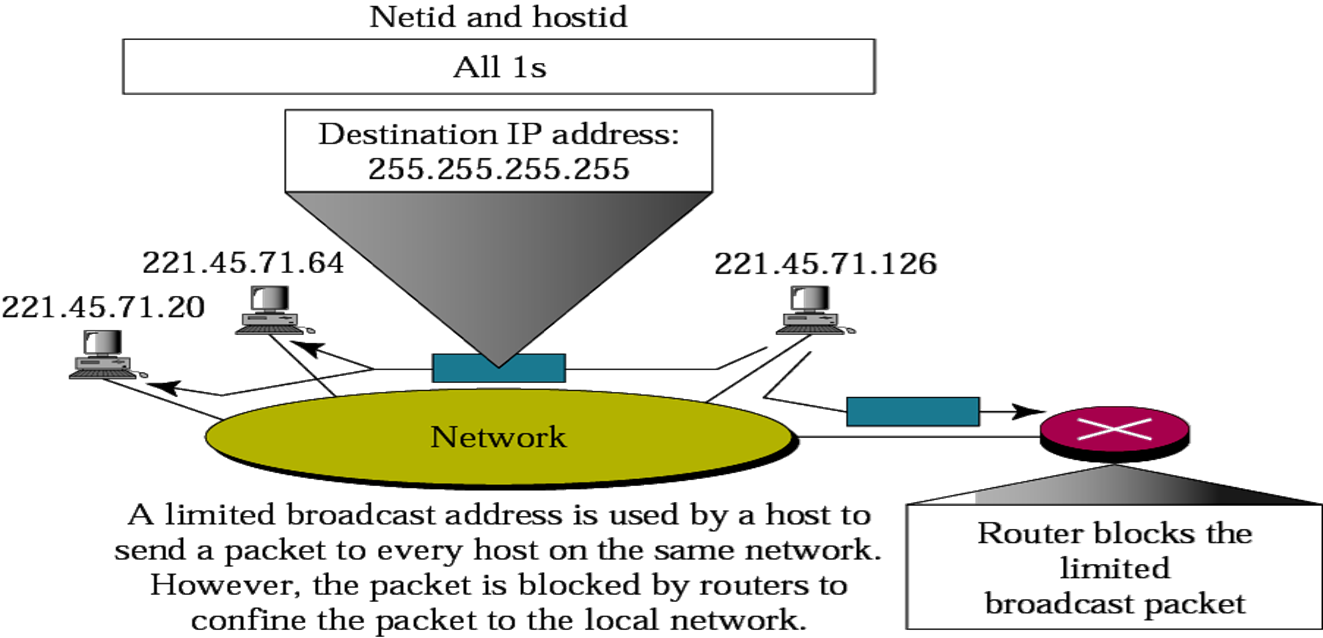 Netid and hostid
All 1s
Destination IP address:
255.255.255.255
221.45.71.64
221.45.71.126
221.45.71.20
Network
A limited broadcast address is used by a host to
send a packet to every host on the same network.
However, the packet is blocked by routers to
confine the packet to the local network.
Router blocks the
limited
broadcast packet